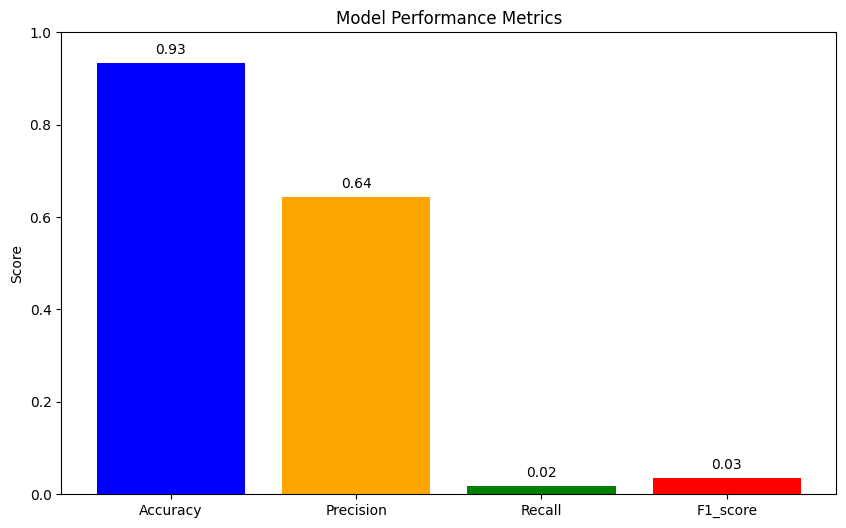 Model Performance Metrics
1.0
0.8
0.6
0.4
0.2
0.0
Score
0.93
0.64
0.02
0.03
Accuracy
Precision
Recall
F1_score